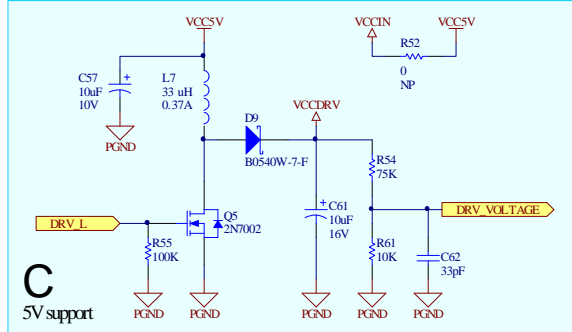 VCC5V
VCCIN
VCC5V
R52
0
NP
C57
10uF
10V
+
L7
33 uH
0.37A
PGND
D9
B0540W-7-F
VCCDRV
R54
75K
C61
10uF
16V
+
DRV_VOLTAGE
DRV_L
Q5
2N7002
R55
100K
R61
10K
C62
33pF
C
5V support
PGND
PGND
PGND
PGND
PGND